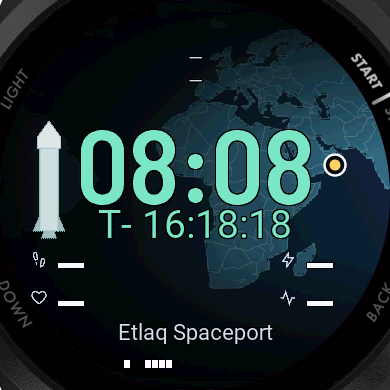 LIGHT
START
08:08
T- 16:18:18
DOWN
BACK
Etlaq Spaceport